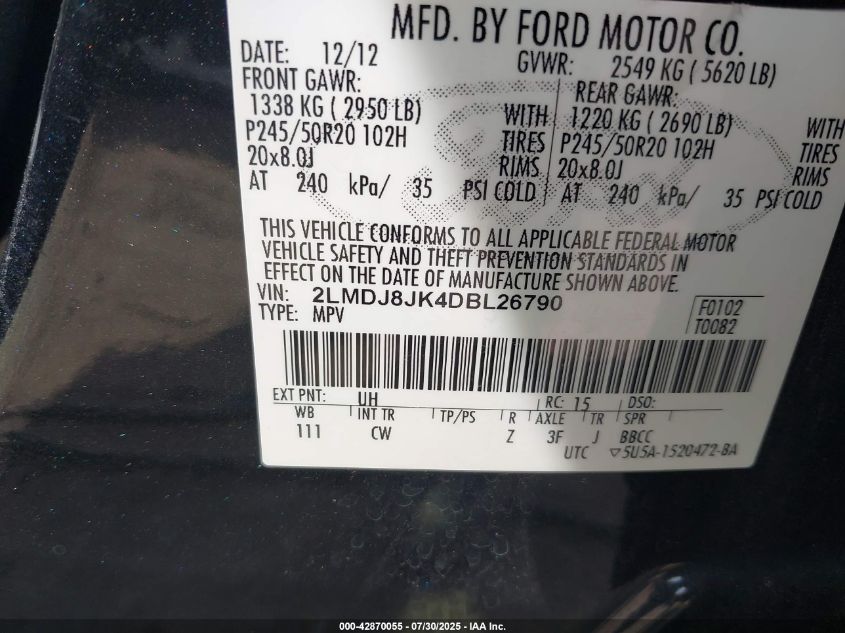 MFD. BY FORD MOTOR CO.
DATE: 12/12 GVWR: 2549 KG ( 5620 LB)
FRONT GAWR: REAR GAWR:
1338 KG ( 2950 LB) WITH 1220 KG ( 2690 LB) WITH
P245/50R20 102H TIRES P245/50R20 102H TIRES
20x8.0J RIMS 20x8.0J RIMS
AT 240 kPa/ 35 PSI COLD AT 240 kPa/ 35 PSI COLD
THIS VEHICLE CONFORMS TO ALL APPLICABLE FEDERAL MOTOR
VEHICLE SAFETY AND THEFT PREVENTION STANDARDS IN
EFFECT ON THE DATE OF MANUFACTURE SHOWN ABOVE.
VIN: 2LMDJ8JK4DBL26790
TYPE: MPV
F0102
T0082
EXT PNT: UH RC: 15 DSO:
WB INT TR TP/PS R AXLE TR SPR
111 CW Z 3F J BBCC
UTC ▽5U5A-1520472-BA
000-42870055 | 07/30/2025 - IAA Inc.